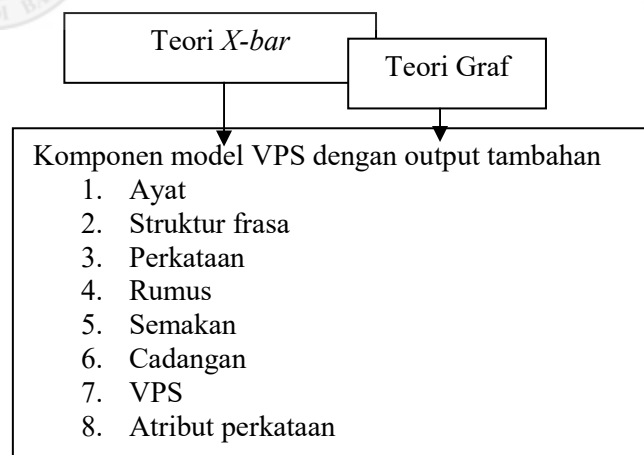 Teori X-bar
Teori Graf
Komponen model VPS dengan output tambahan
1. Ayat
2. Struktur frasa
3. Perkataan
4. Rumus
5. Semakan
6. Cadangan
7. VPS
8. Atribut perkataan